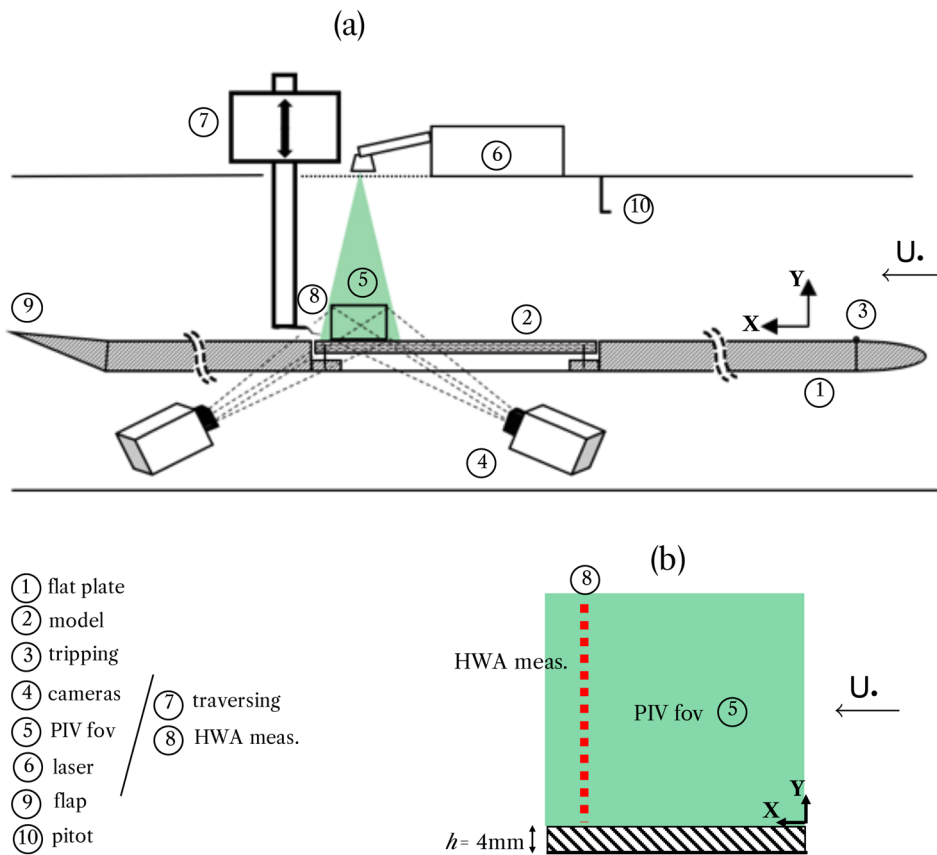 (a)
7
6
10
U.
5
8
9
Y
3
2
X
1
4
(b)
1 flat plate
2 model
3 tripping
4 cameras
5 PIV fov
6 laser
9 flap
10 pitot
7 traversing
8 HWA meas.
8
HWA meas.
U.
PIV fov 5
Y
X
h= 4mm